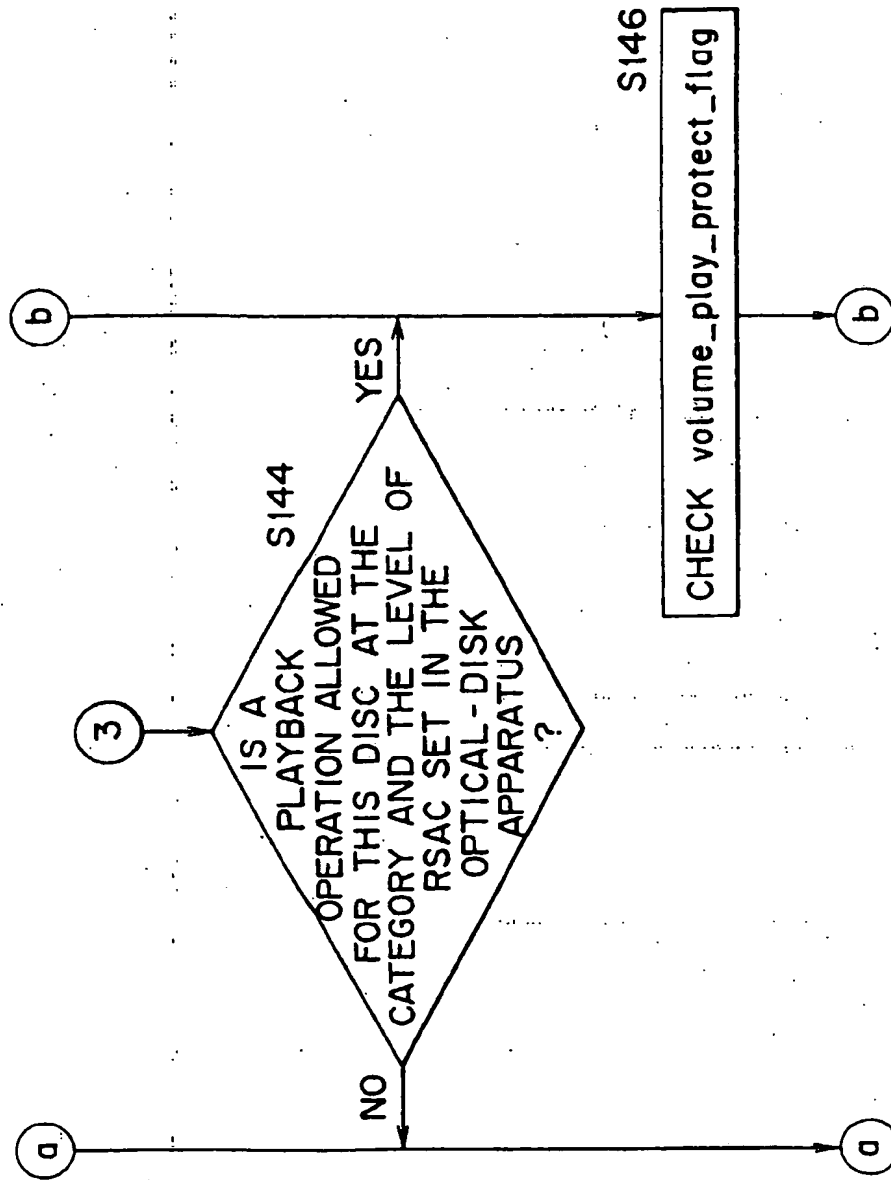 a
3
b
S144
IS A
PLAYBACK
OPERATION ALLOWED
FOR THIS DISC AT THE
CATEGORY AND THE LEVEL OF
RSAC SET IN THE
OPTICAL-DISK
APPARATUS
?
NO
YES
S146
CHECK volume_play_protect_flag
a
b